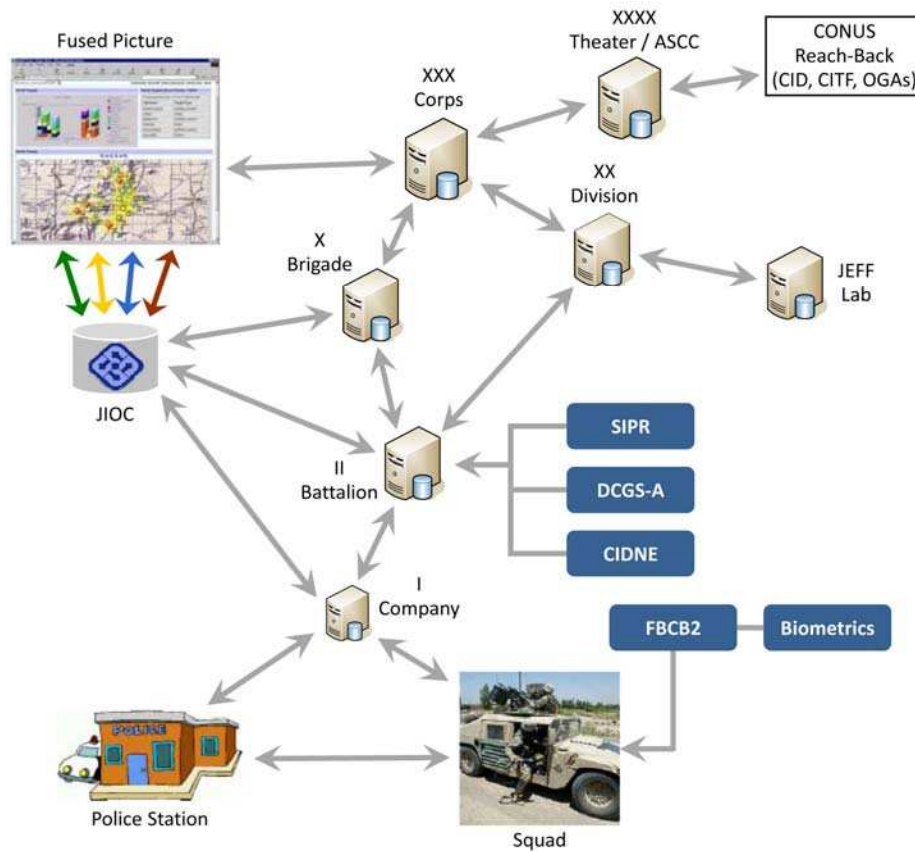 Fused Picture
XXXX
Theater / ASCC
CONUS
Reach-Back
(CID, CITF, OGAs)
XXX
Corps
XX
Division
X
Brigade
JEFF
Lab
JIOC
II
Battalion
SIPR
DCGS-A
CIDNE
I
Company
FBCB2
Biometrics
POLICE
Police Station
Squad